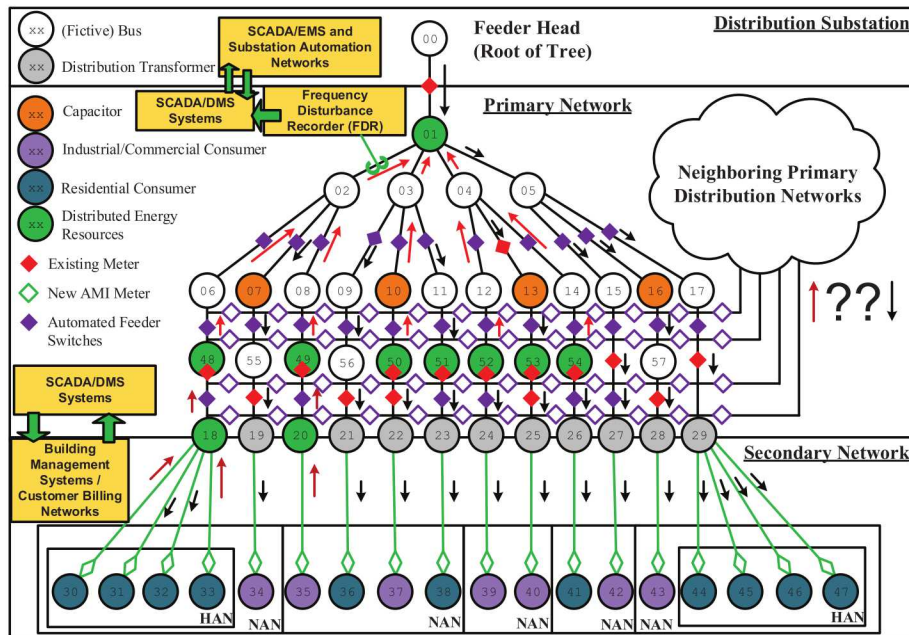 xx
(Fictive) Bus
xx
Distribution Transformer
SCADA/EMS and
Substation Automation
Networks
00
Feeder Head
(Root of Tree)
Distribution Substation
xx
Capacitor
xx
Industrial/Commercial Consumer
xx
Residential Consumer
xx
Distributed Energy
Resources
Existing Meter
New AMI Meter
Automated Feeder
Switches
SCADA/DMS
Systems
Frequency
Disturbance
Recorder (FDR)
Primary Network
01
Neighboring Primary
Distribution Networks
02 03 04 05
06 07 08 09 10 11 12 13 14 15 16 17
??
48 55 49 56 50 51 52 53 54 57
SCADA/DMS
Systems
18 19 20 21 22 23 24 25 26 27 28 29
Building
Management
Systems /
Customer Billing
Networks
Secondary Network
30 31 32 33 34 35 36 37 38 39 40 41 42 43 44 45 46 47
HAN NAN NAN NAN NAN NAN HAN